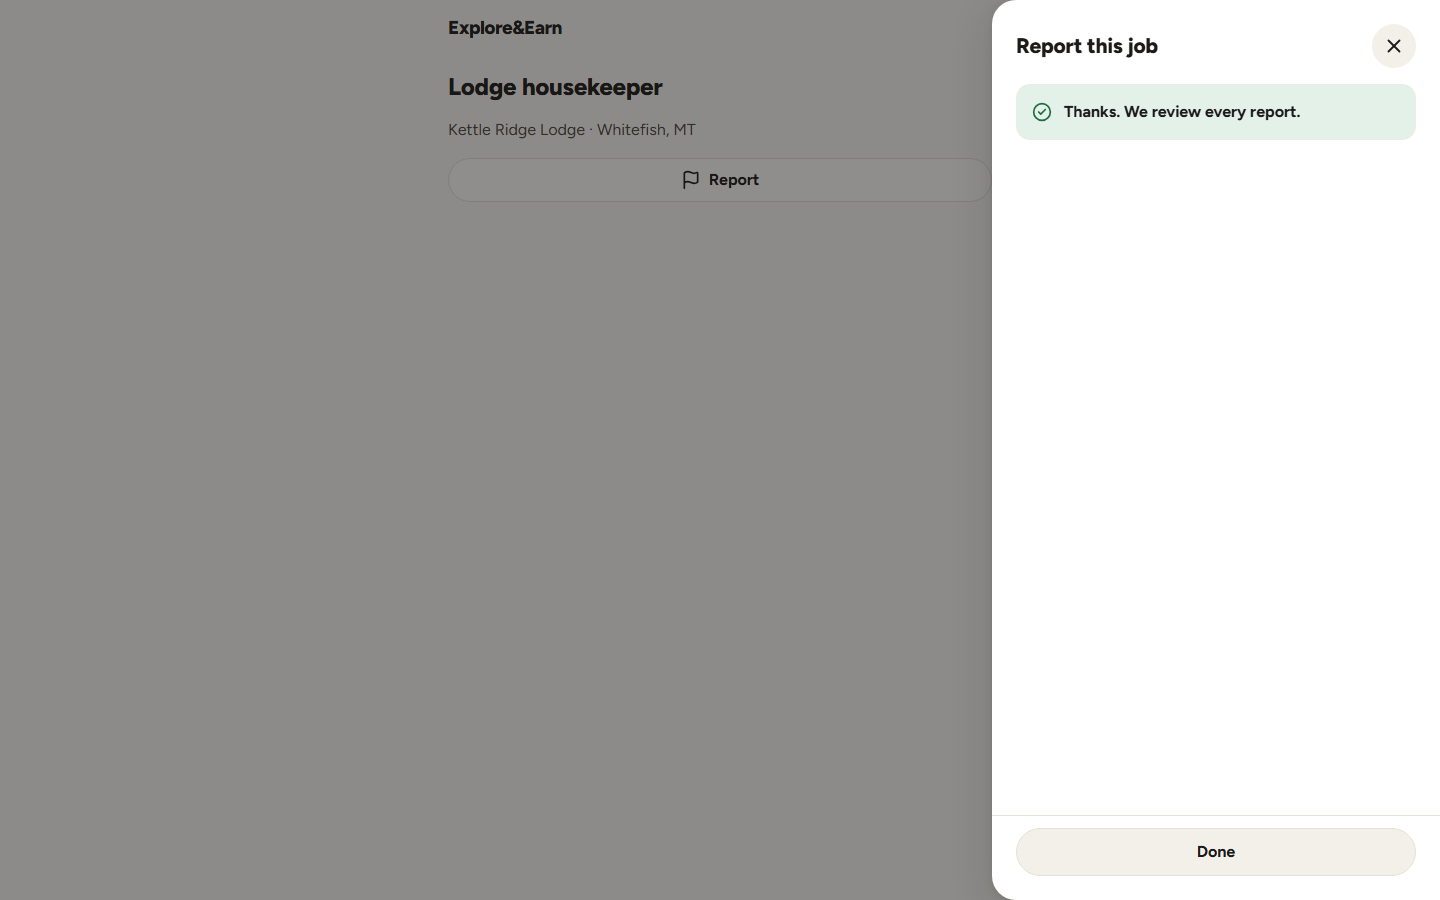 Explore&Earn
Lodge housekeeper
Kettle Ridge Lodge · Whitefish, MT
Report
Report this job
Thanks. We review every report.
Done